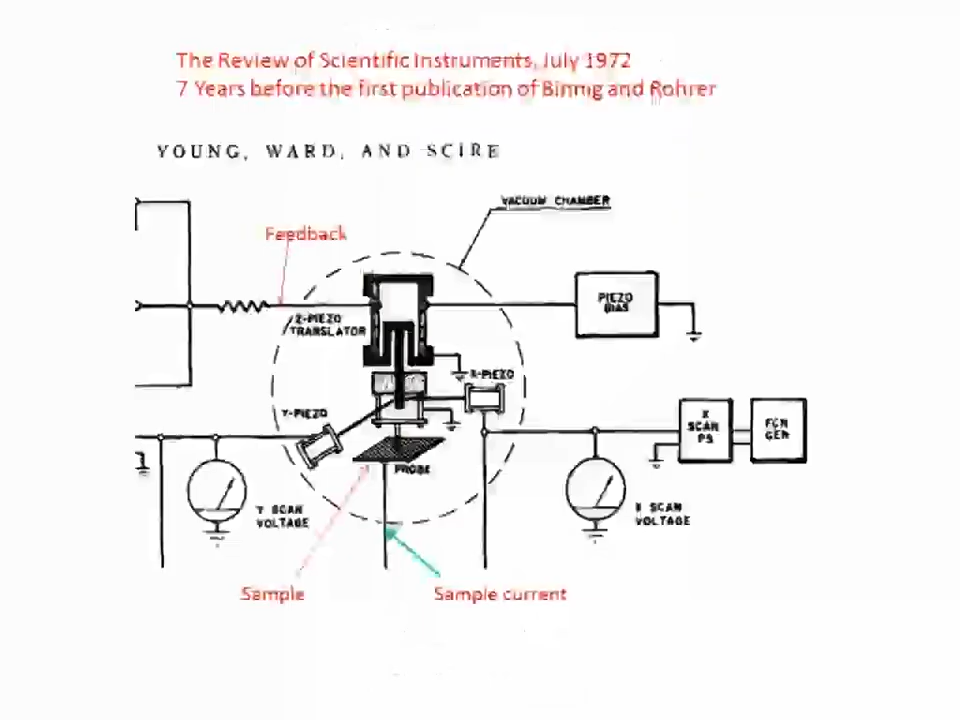 The Review of Scientific Instruments, July 1972
7 Years before the first publication of Binnig and Rohrer
YOUNG, WARD, AND SCIRE
VACUUM CHAMBER
Feedback
PIEZO
BIAS
Z-PIEZO
TRANSLATOR
X-PIEZO
Y-PIEZO
X
SCAN
PS
FCN
GEN
PROBE
Y SCAN
VOLTAGE
X SCAN
VOLTAGE
Sample
Sample current